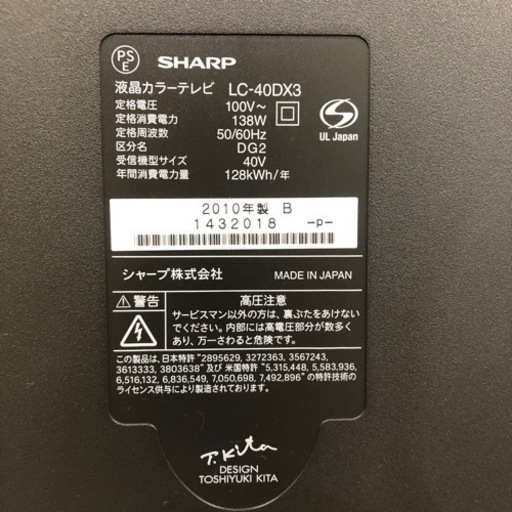 PS E SHARP
液晶カラーテレビ LC-40DX3
定格電圧 100V～
定格消費電力 138W
定格周波数 50/60Hz
区分名 DG2
受信機型サイズ 40V
年間消費電力量 128kWh/年
UL Japan
2010年製 B
1432018 -p-
シャープ株式会社 MADE IN JAPAN
警告 高圧注意
サービスマン以外の方は、裏ぶたをあけないでください。内部には高電圧部分が数多くあり、万一さわると危険です。
この製品は、日本特許 "2895629, 3272363, 3567243,
3613333, 3803638" 及び 米国特許 "5,315,448, 5,583,936,
6,516,132, 6,836,549, 7,050,698, 7,492,896" の特許技術の
ライセンス供与により製造されております。
T.Kita
DESIGN
TOSHIYUKI KITA